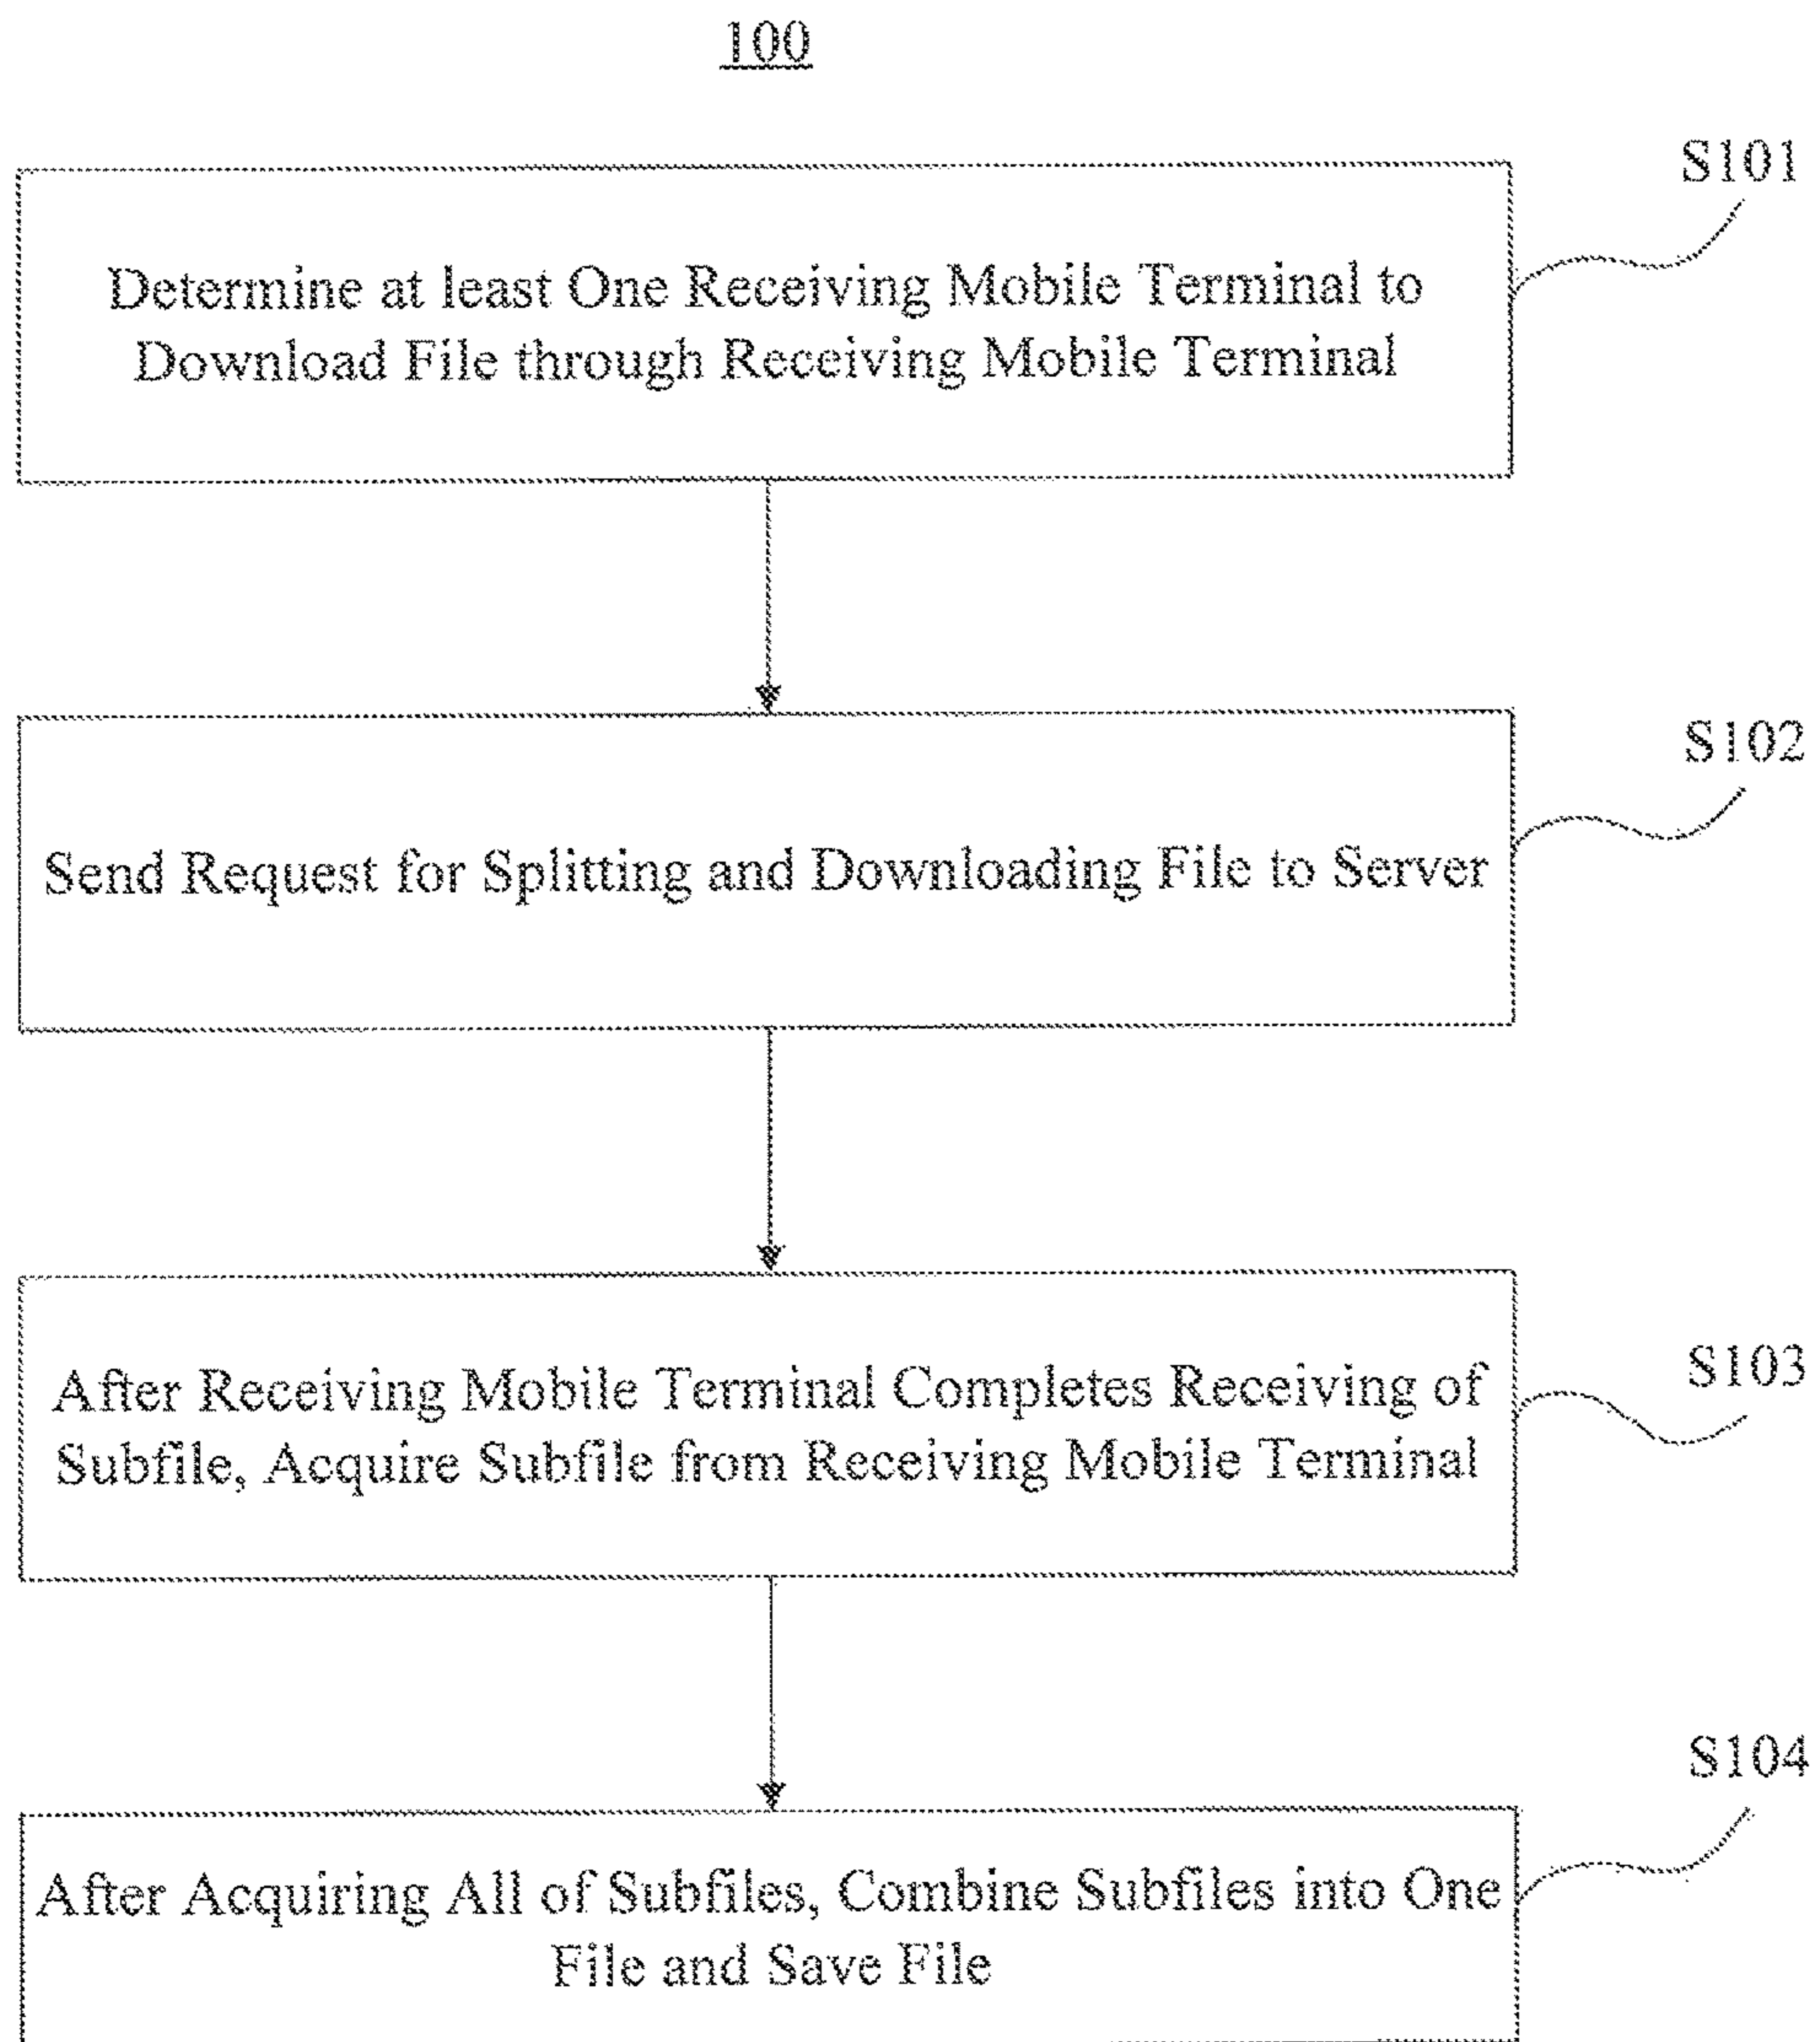 100
S101
Determine at least One Receiving Mobile Terminal to
Download File through Receiving Mobile Terminal
S102
Send Request for Splitting and Downloading File to Server
S103
After Receiving Mobile Terminal Completes Receiving of
Subfile, Acquire Subfile from Receiving Mobile Terminal
S104
After Acquiring All of Subfiles, Combine Subfiles into One
File and Save File